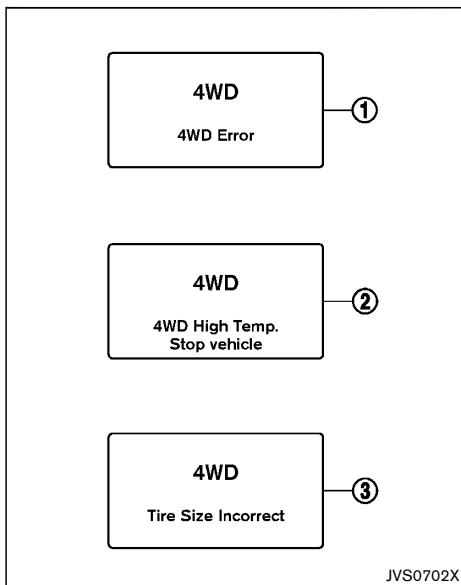 4WD
4WD Error
①
4WD
4WD High Temp.
Stop vehicle
②
4WD
Tire Size Incorrect
③
JVS0702X